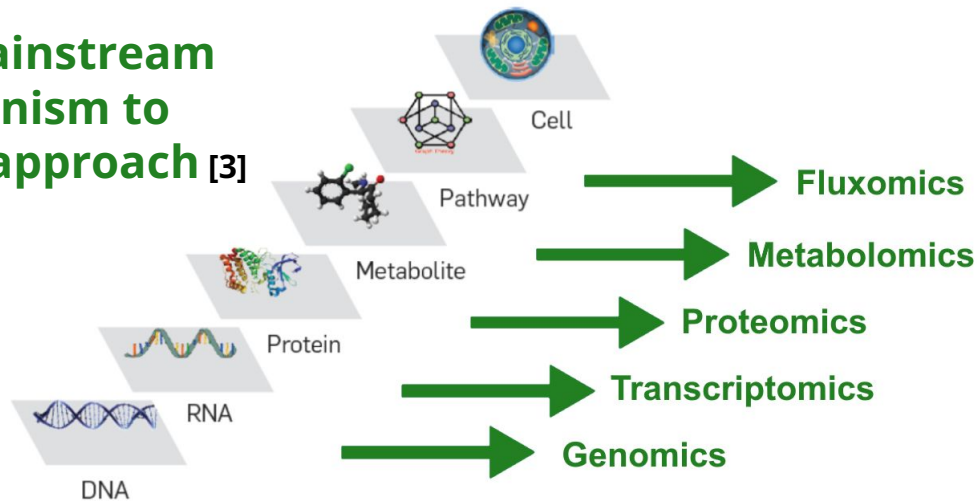 ainstream
nism to
approach [3]
Cell
Pathway
Fluxomics
Metabolite
Metabolomics
Protein
Proteomics
RNA
Transcriptomics
DNA
Genomics